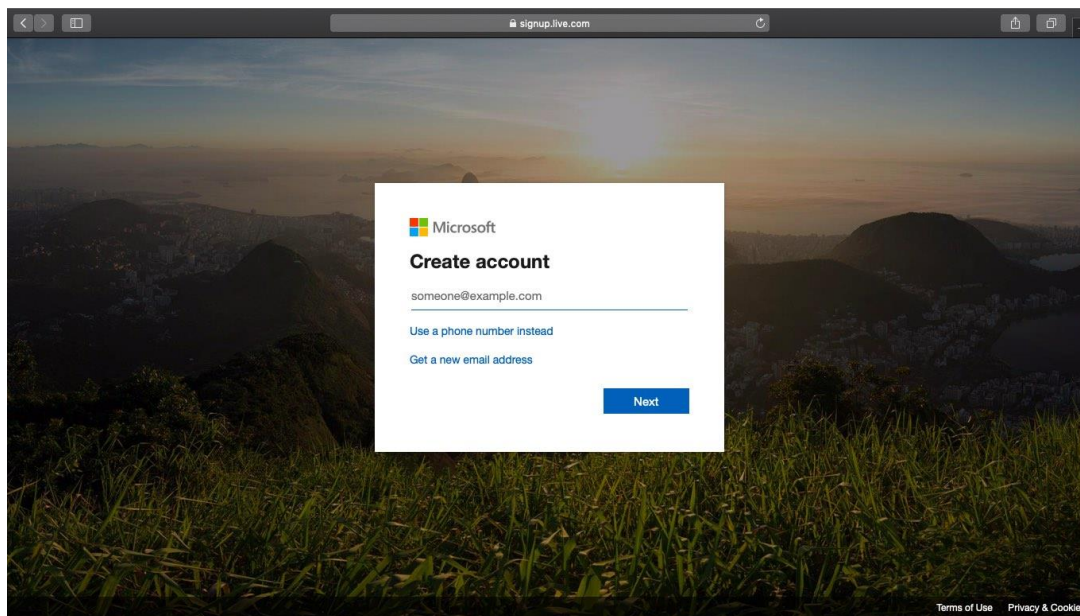 signup.live.com
Microsoft
Create account
someone@example.com
Use a phone number instead
Get a new email address
Next
Terms of Use Privacy & Cookie